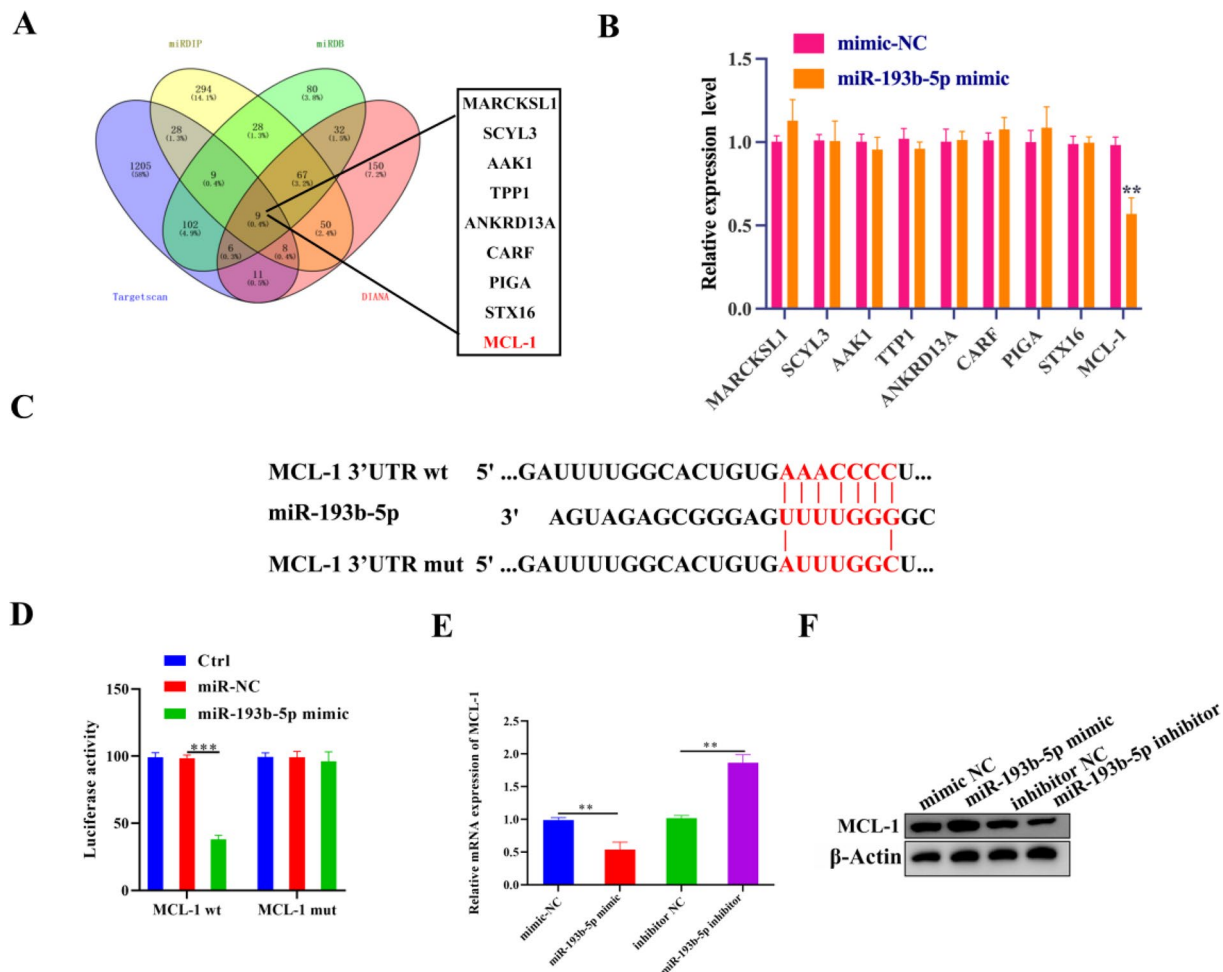 A
miRDIP
miRDB
294
(14.1%)
80
(3.8%)
28
(1.3%)
28
(1.3%)
32
(1.5%)
1205
(58%)
9
(0.4%)
67
(3.2%)
150
(7.2%)
102
(4.9%)
9
(0.4%)
50
(2.4%)
6
(0.3%)
8
(0.4%)
11
(0.5%)
Targetscan
DIANA
MARCKSL1
SCYL3
AAK1
TPP1
ANKRD13A
CARF
PIGA
STX16
MCL-1
B
mimic-NC
miR-193b-5p mimic
Relative expression level
1.5
1.0
0.5
0.0
**
MARCKSL1
SCYL3
AAK1
TTP1
ANKRD13A
CARF
PIGA
STX16
MCL-1
C
MCL-1 3’UTR wt 5' ...GAUUUUGGCACUGUGAAACCCCU...
miR-193b-5p 3' AGUAGAGCGGGAGUUUUGGGGC
MCL-1 3’UTR mut 5' ...GAUUUUGGCACUGUGAUUUGGCU...
D
Ctrl
miR-NC
miR-193b-5p mimic
Luciferase activity
150
100
50
0
***
MCL-1 wt
MCL-1 mut
E
Relative mRNA expression of MCL-1
2.5
2.0
1.5
1.0
0.5
0.0
**
**
mimic-NC
miR-193b-5p mimic
inhibitor NC
miR-193b-5p inhibitor
F
mimic NC
miR-193b-5p mimic
inhibitor NC
miR-193b-5p inhibitor
MCL-1
β-Actin